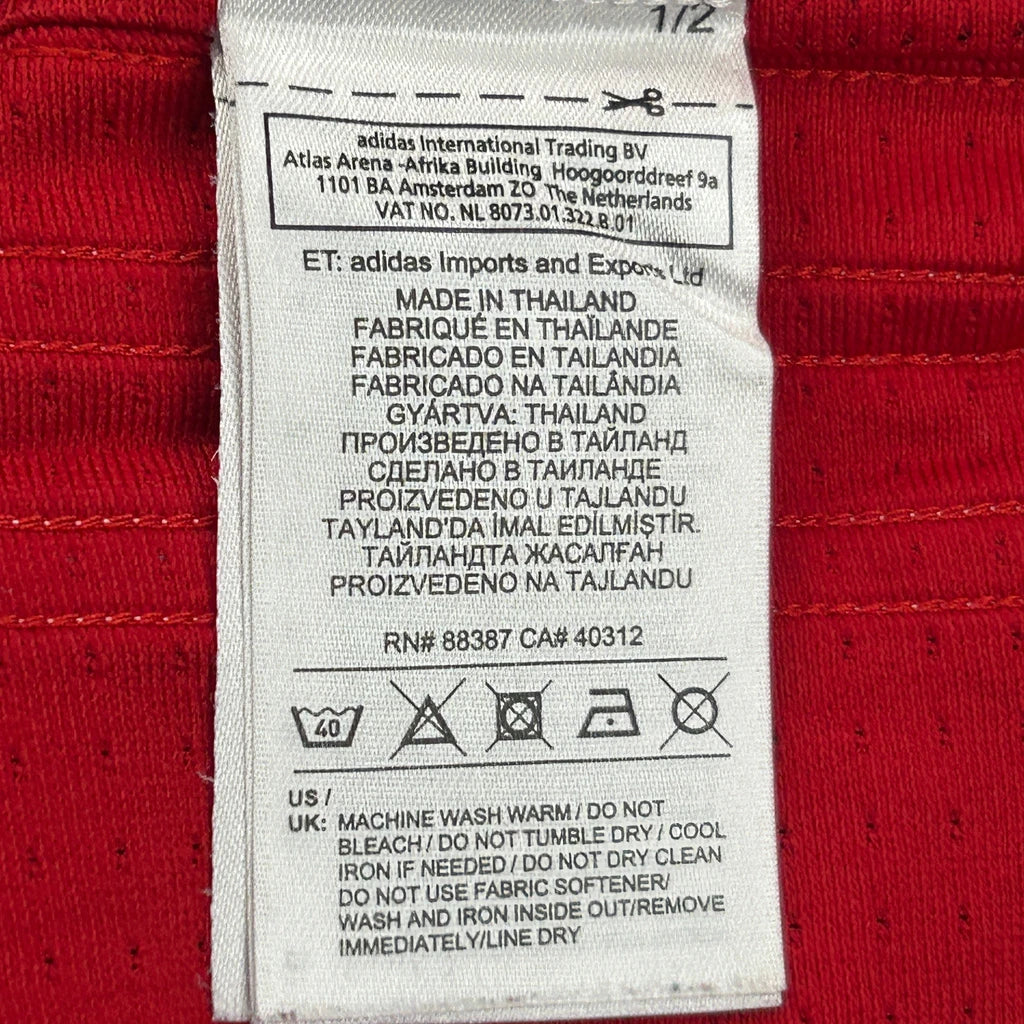 1/2
adidas International Trading BV
Atlas Arena -Afrika Building Hoogoorddreef 9a
1101 BA Amsterdam ZO The Netherlands
VAT NO. NL 8073.01.322.B.01
ET: adidas Imports and Exports Ltd
MADE IN THAILAND
FABRIQUÉ EN THAÏLANDE
FABRICADO EN TAILANDIA
FABRICADO NA TAILÂNDIA
GYÁRTVA: THAILAND
ПРОИЗВЕДЕНО В ТАЙЛАНД
СДЕЛАНО В ТАИЛАНДЕ
PROIZVEDENO U TAJLANDU
TAYLAND'DA İMAL EDİLMİŞTİR.
ТАЙЛАНДТА ЖАСАЛҒАН
PROIZVEDENO NA TAJLANDU
RN# 88387 CA# 40312
40
US /
UK: MACHINE WASH WARM / DO NOT
BLEACH / DO NOT TUMBLE DRY / COOL
IRON IF NEEDED / DO NOT DRY CLEAN
DO NOT USE FABRIC SOFTENER/
WASH AND IRON INSIDE OUT/REMOVE
IMMEDIATELY/LINE DRY